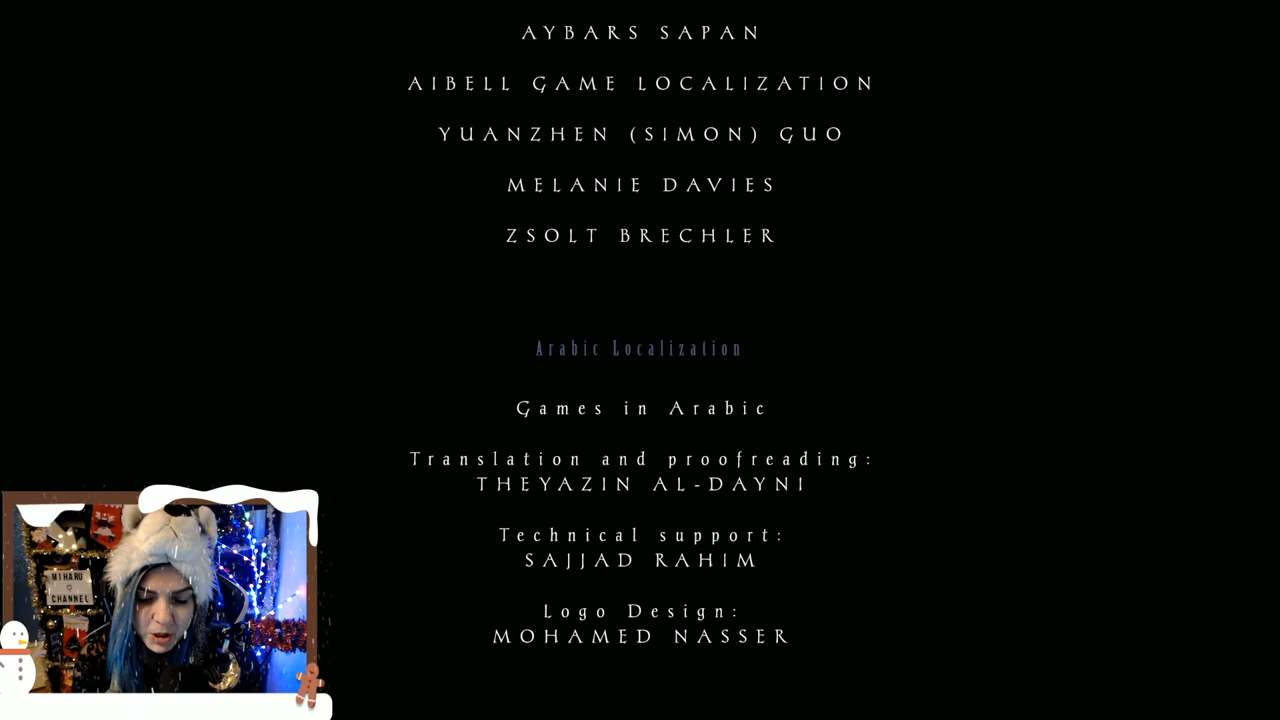 AYBARS SAPAN
AIBELL GAME LOCALIZATION
YUANZHEN (SIMON) GUO
MELANIE DAVIES
ZSOLT BRECHLER
Arabic Localization
Games in Arabic
Translation and proofreading:
THEYAZIN AL-DAYNI
Technical support:
SAJJAD RAHIM
Logo Design:
MOHAMED NASSER
MIHARU
CHANNEL